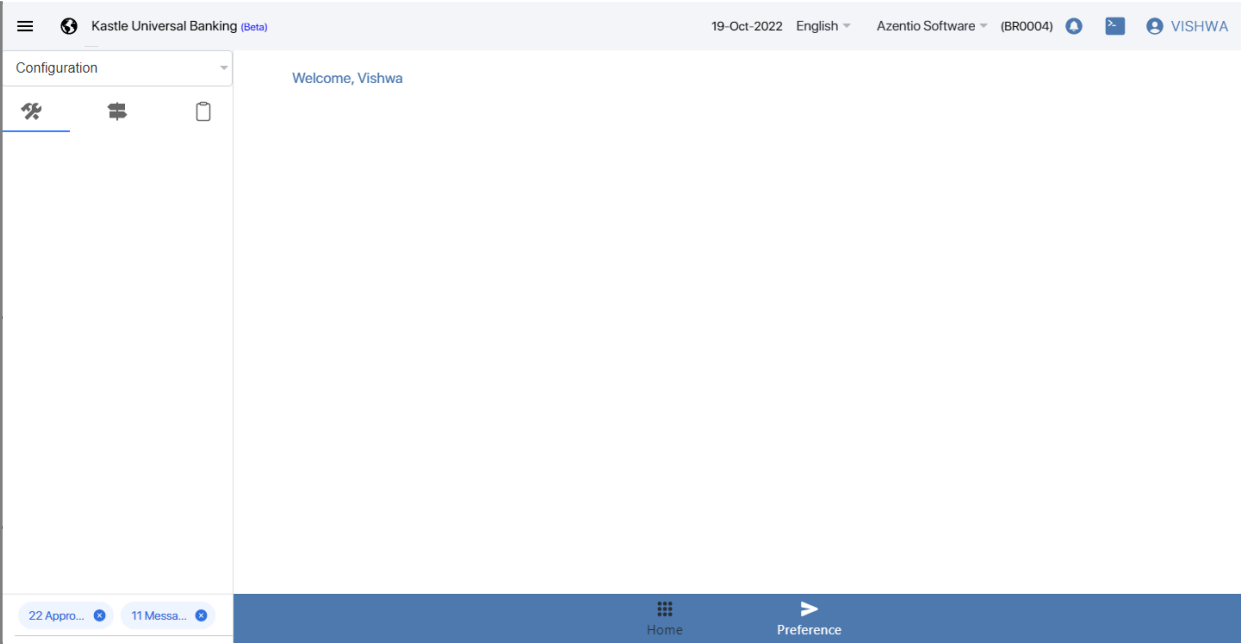 Kastle Universal Banking (Beta) 19-Oct-2022 English Azentio Software (BR0004) VISHWA
Configuration
Welcome, Vishwa
22 Appro... 11 Messa...
Home Preference